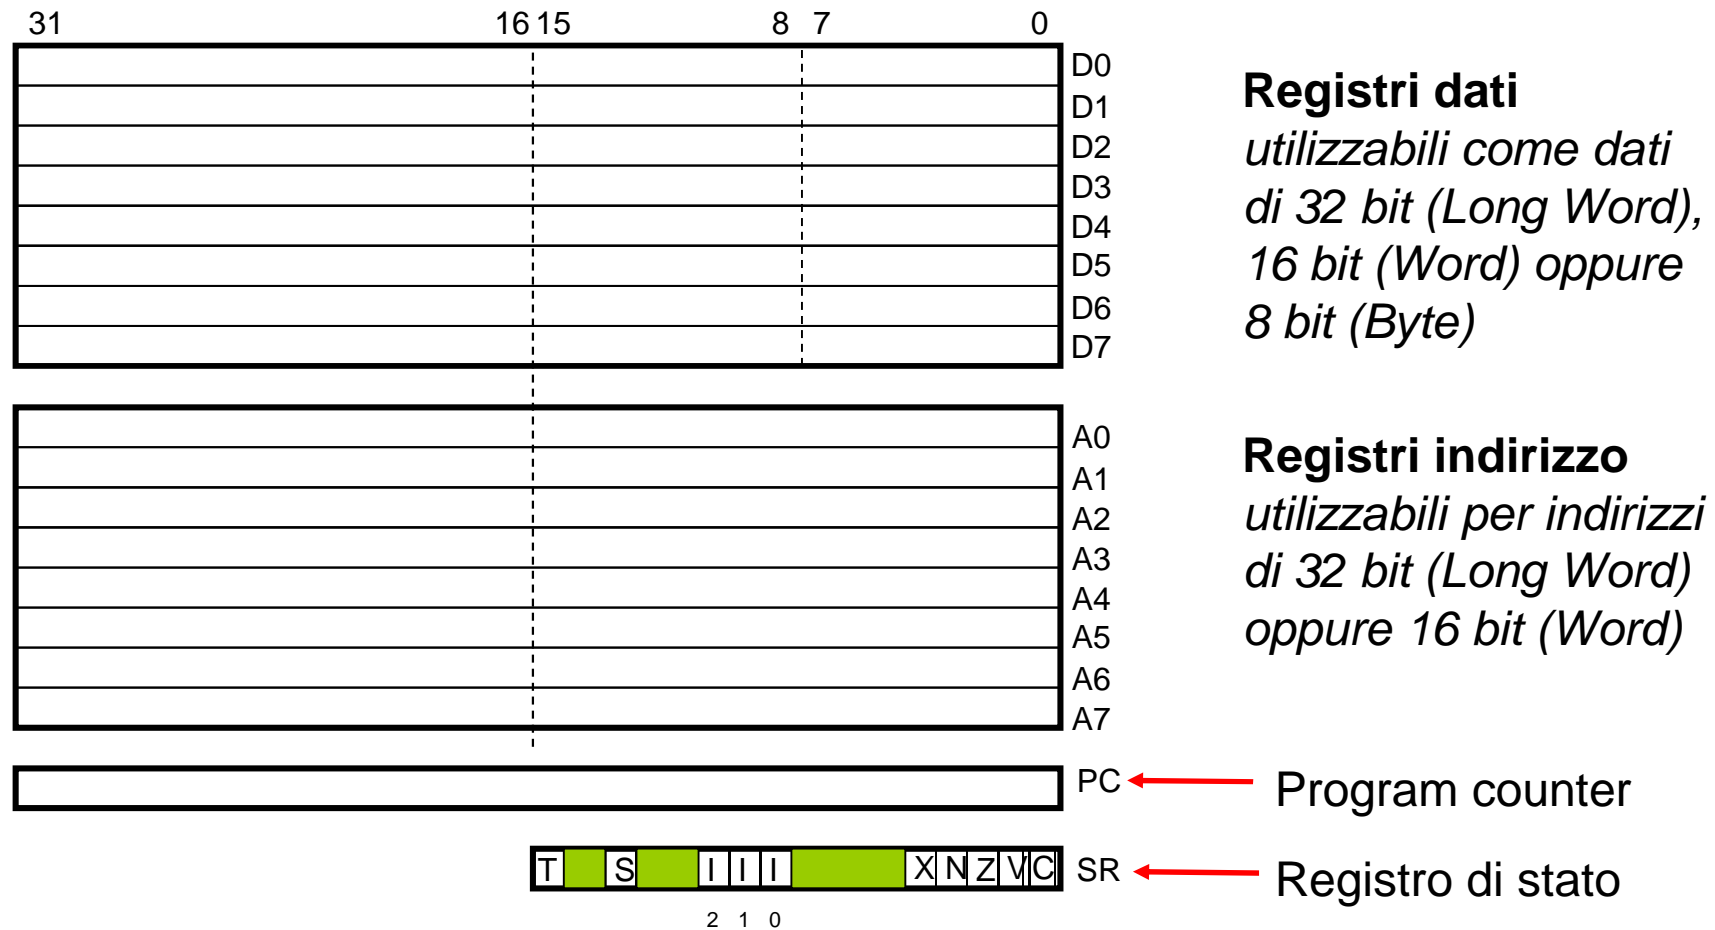 31 16 15 8 7 0
D0
D1
D2
D3
D4
D5
D6
D7
Registri dati
utilizzabili come dati
di 32 bit (Long Word),
16 bit (Word) oppure
8 bit (Byte)
A0
A1
A2
A3
A4
A5
A6
A7
Registri indirizzo
utilizzabili per indirizzi
di 32 bit (Long Word)
oppure 16 bit (Word)
PC
Program counter
T S I I I X N Z V C SR
Registro di stato
2 1 0